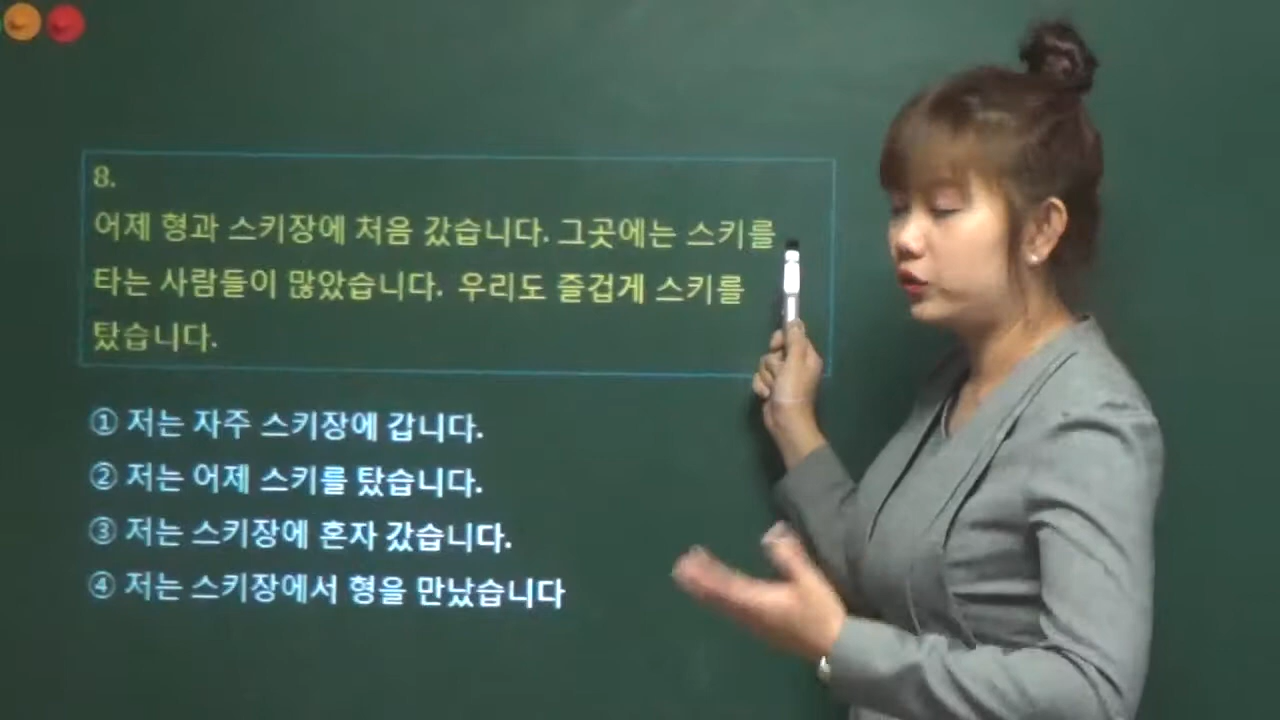 8.
어제 형과 스키장에 처음 갔습니다. 그곳에는 스키를
타는 사람들이 많았습니다. 우리도 즐겁게 스키를
탔습니다.
① 저는 자주 스키장에 갑니다.
② 저는 어제 스키를 탔습니다.
③ 저는 스키장에 혼자 갔습니다.
④ 저는 스키장에서 형을 만났습니다